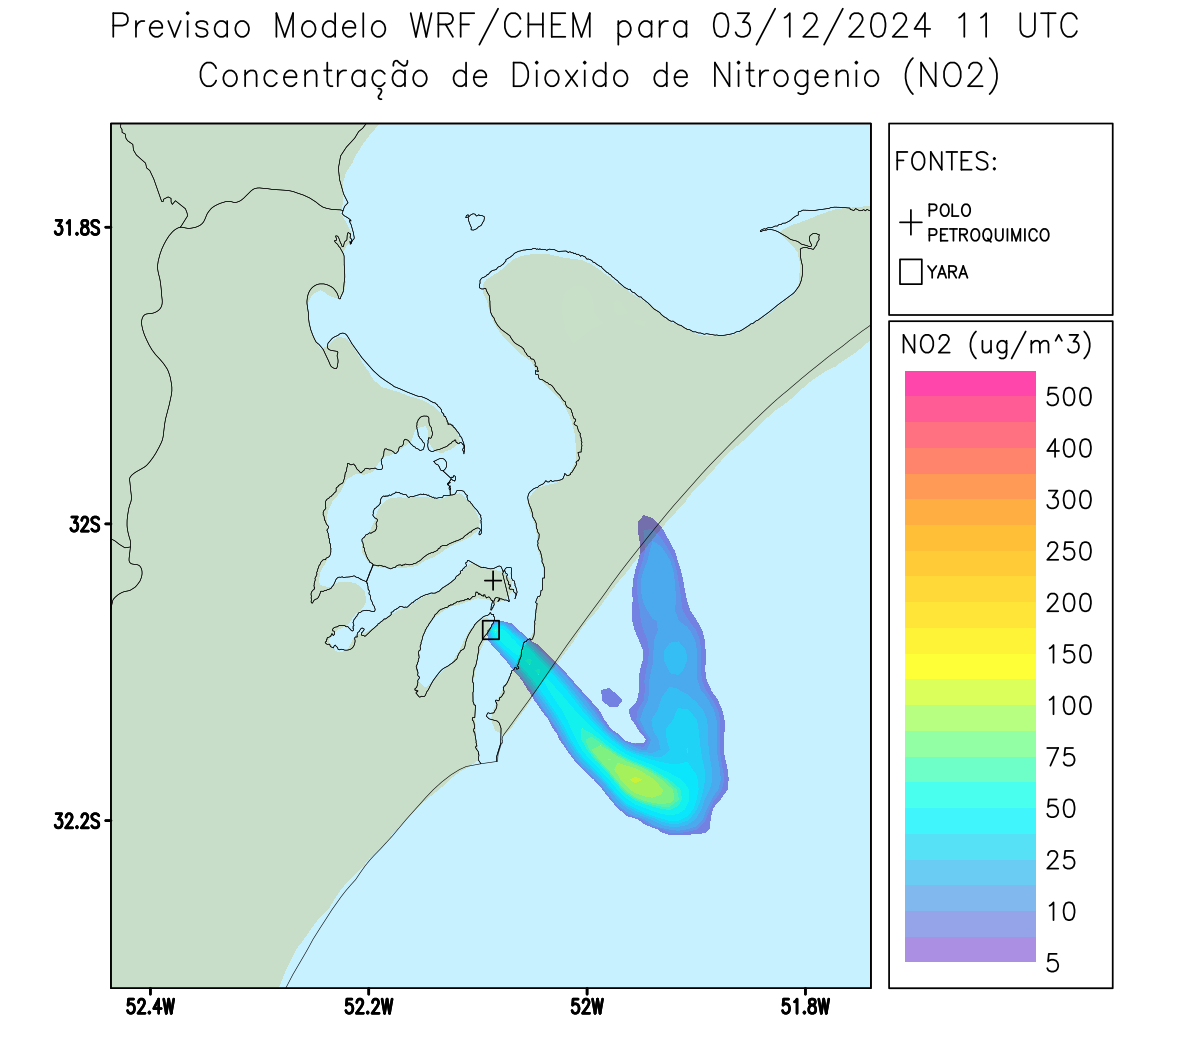 Previsao Modelo WRF/CHEM para 03/12/2024 11 UTC
Concentração de Dioxido de Nitrogenio (NO2)
FONTES:
POLO
PETROQUIMICO
YARA
NO2 (ug/m^3)
500
400
300
250
200
150
100
75
50
25
10
5
31.8S
32S
32.2S
52.4W
52.2W
52W
51.8W